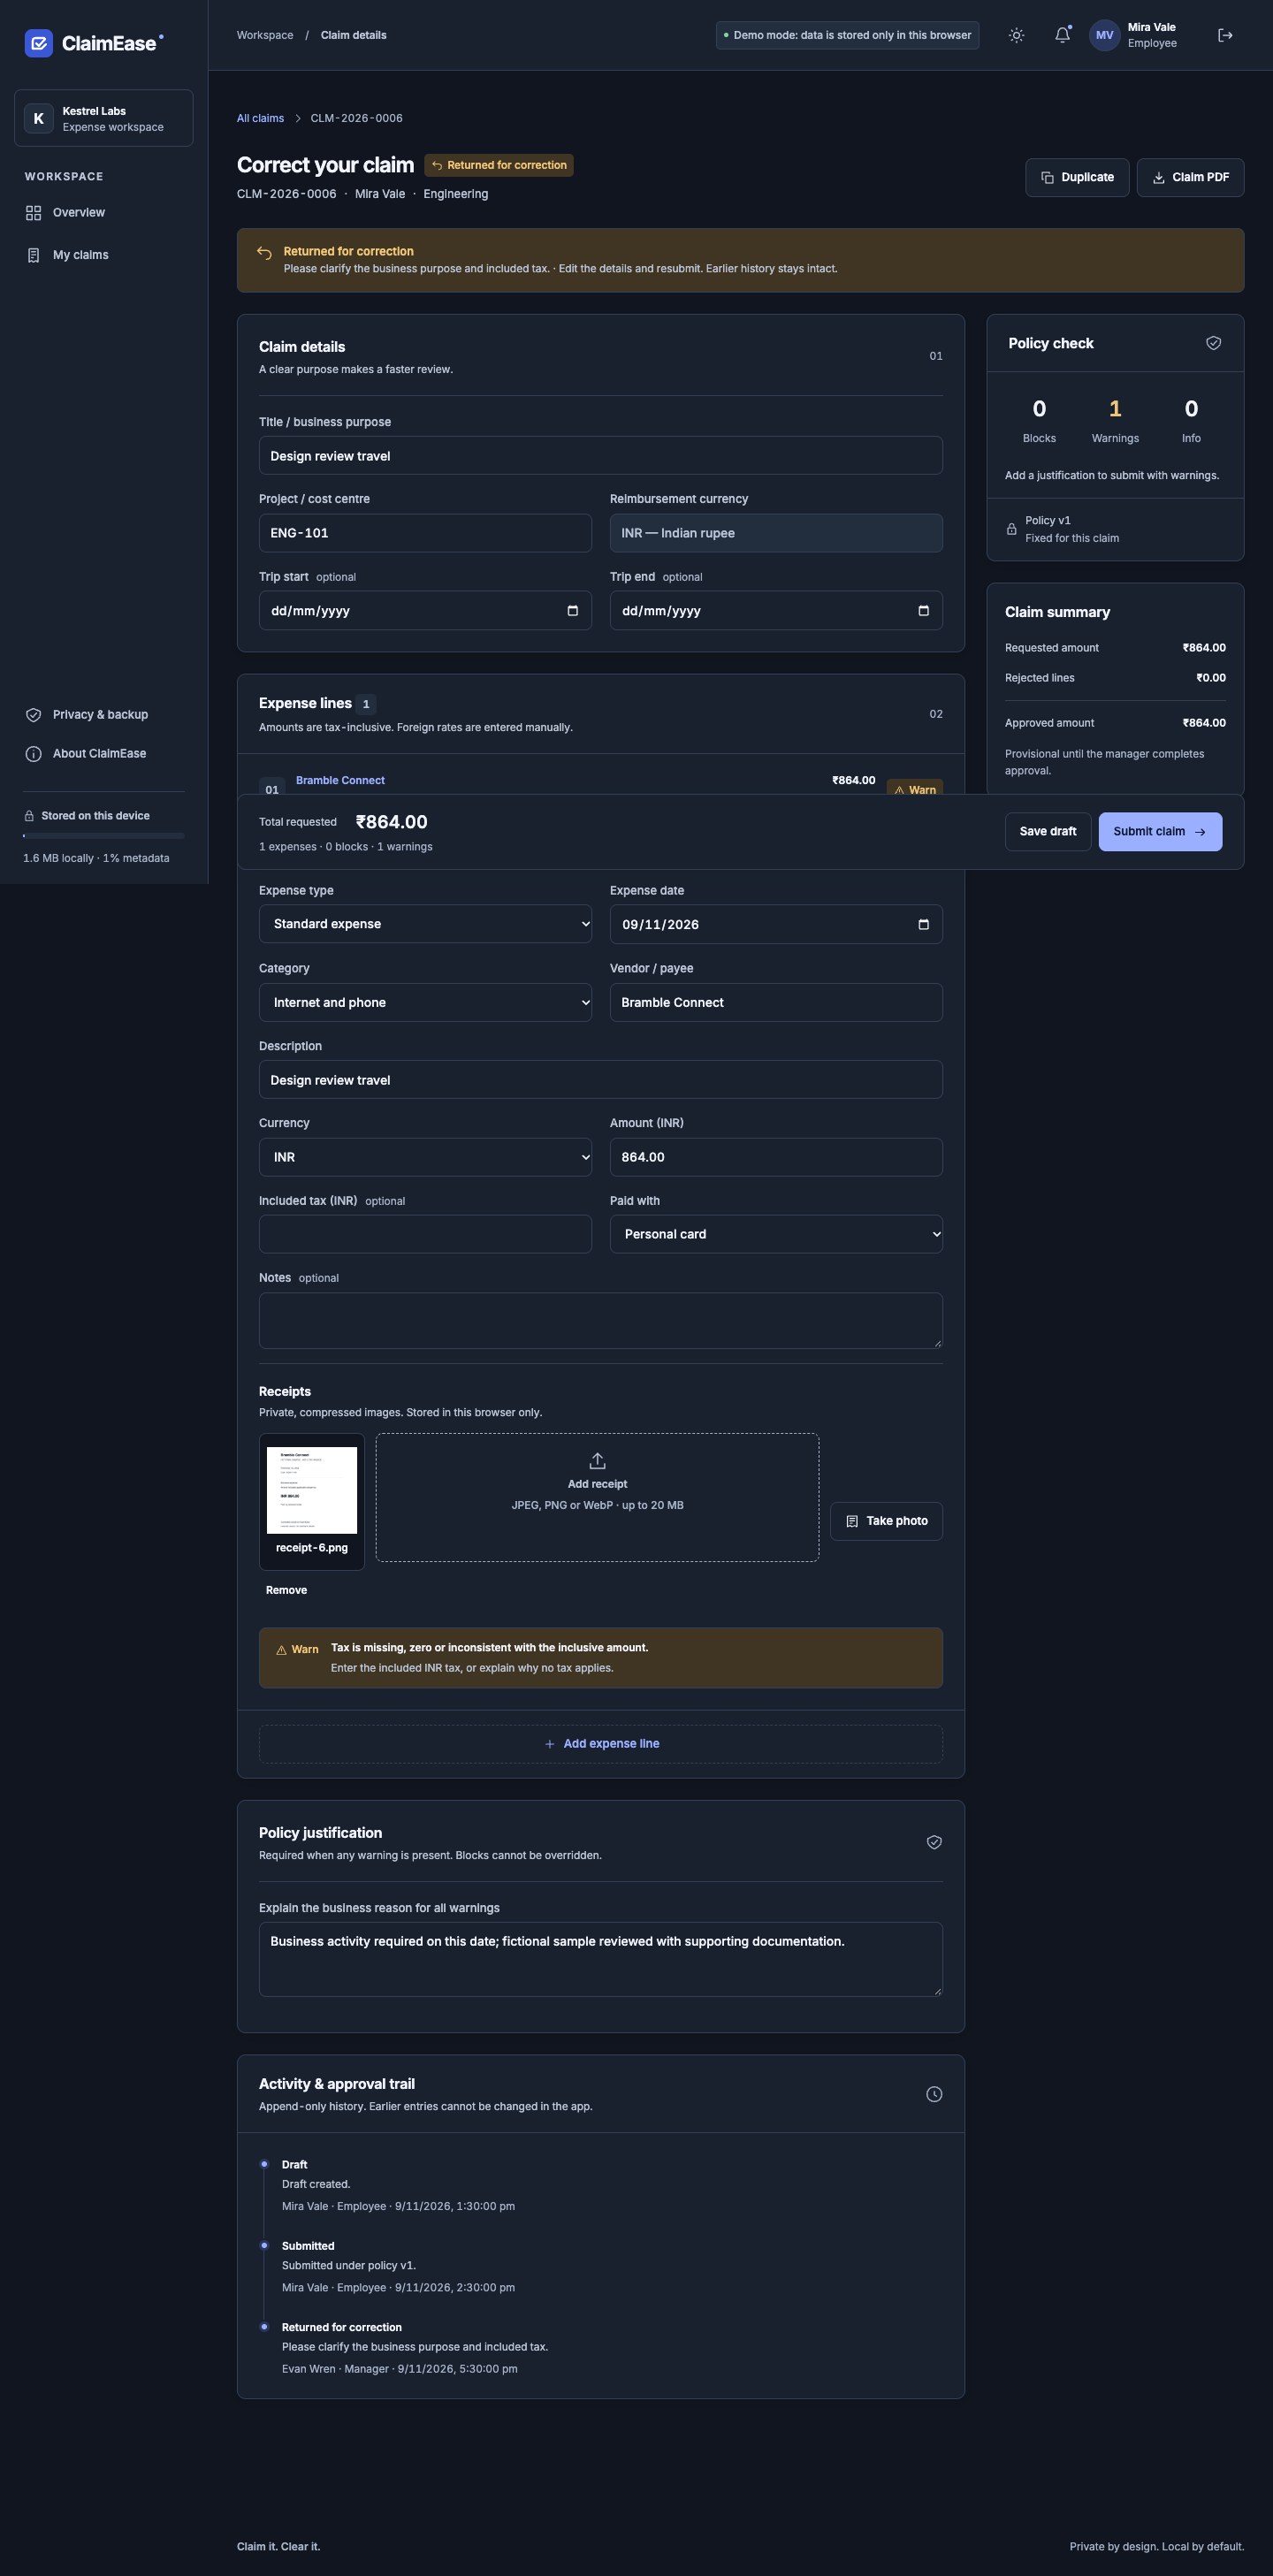 ClaimEase
K
Kestrel Labs
Expense workspace
WORKSPACE
Overview
My claims
Privacy & backup
About ClaimEase
Stored on this device
1.6 MB locally · 1% metadata
Workspace / Claim details
Demo mode: data is stored only in this browser
MV
Mira Vale
Employee
All claims > CLM-2026-0006
Correct your claim
Returned for correction
CLM-2026-0006 · Mira Vale · Engineering
Duplicate
Claim PDF
Returned for correction
Please clarify the business purpose and included tax. · Edit the details and resubmit. Earlier history stays intact.
Claim details
A clear purpose makes a faster review.
01
Title / business purpose
Design review travel
Project / cost centre
ENG-101
Reimbursement currency
INR — Indian rupee
Trip start optional
dd/mm/yyyy
Trip end optional
dd/mm/yyyy
Policy check
0
Blocks
1
Warnings
0
Info
Add a justification to submit with warnings.
Policy v1
Fixed for this claim
Claim summary
Requested amount ₹864.00
Rejected lines ₹0.00
Approved amount ₹864.00
Provisional until the manager completes
approval.
Expense lines 1
Amounts are tax-inclusive. Foreign rates are entered manually.
02
01
Bramble Connect
₹864.00
Warn
Total requested ₹864.00
1 expenses · 0 blocks · 1 warnings
Save draft
Submit claim
Expense type
Standard expense
Expense date
09/11/2026
Category
Internet and phone
Vendor / payee
Bramble Connect
Description
Design review travel
Currency
INR
Amount (INR)
864.00
Included tax (INR) optional
Paid with
Personal card
Notes optional
Receipts
Private, compressed images. Stored in this browser only.
Bramble Connect
INR 864.00
receipt-6.png
Remove
Add receipt
JPEG, PNG or WebP · up to 20 MB
Take photo
Warn
Tax is missing, zero or inconsistent with the inclusive amount.
Enter the included INR tax, or explain why no tax applies.
Add expense line
Policy justification
Required when any warning is present. Blocks cannot be overridden.
Explain the business reason for all warnings
Business activity required on this date; fictional sample reviewed with supporting documentation.
Activity & approval trail
Append-only history. Earlier entries cannot be changed in the app.
Draft
Draft created.
Mira Vale · Employee · 9/11/2026, 1:30:00 pm
Submitted
Submitted under policy v1.
Mira Vale · Employee · 9/11/2026, 2:30:00 pm
Returned for correction
Please clarify the business purpose and included tax.
Evan Wren · Manager · 9/11/2026, 5:30:00 pm
Claim it. Clear it.
Private by design. Local by default.